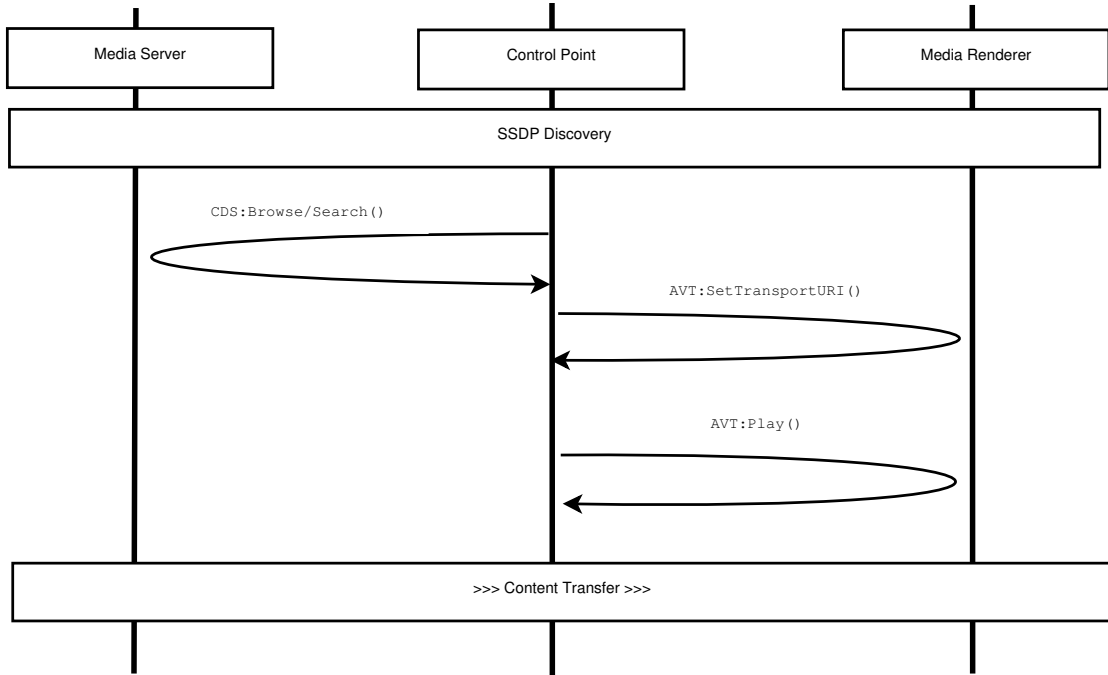 Media Server
Control Point
Media Renderer
SSDP Discovery
CDS:Browse/Search()
AVT:SetTransportURI()
AVT:Play()
>>> Content Transfer >>>